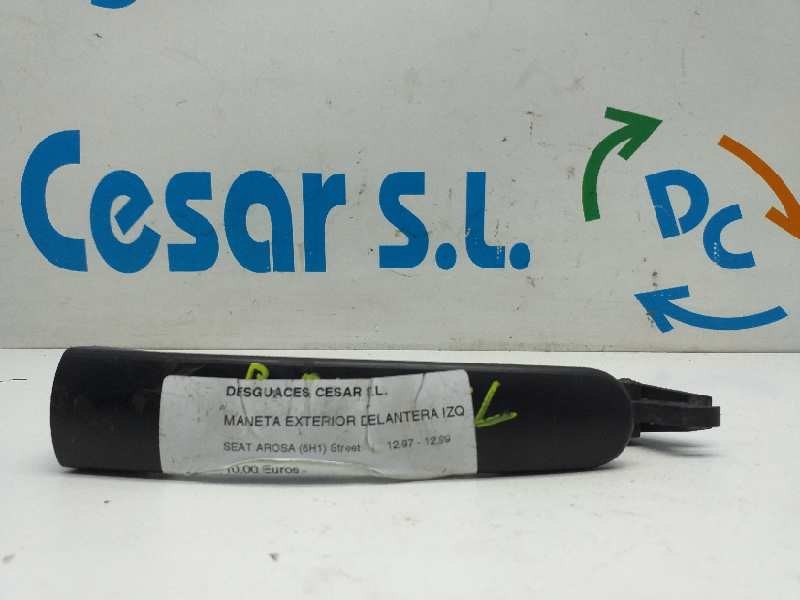 Cesar S.L.
DC
DESGUACES CESAR S.L.
MANETA EXTERIOR DELANTERA IZQ
SEAT AROSA (6H1) Street 12.97 - 12.99
10.00 Euros
L